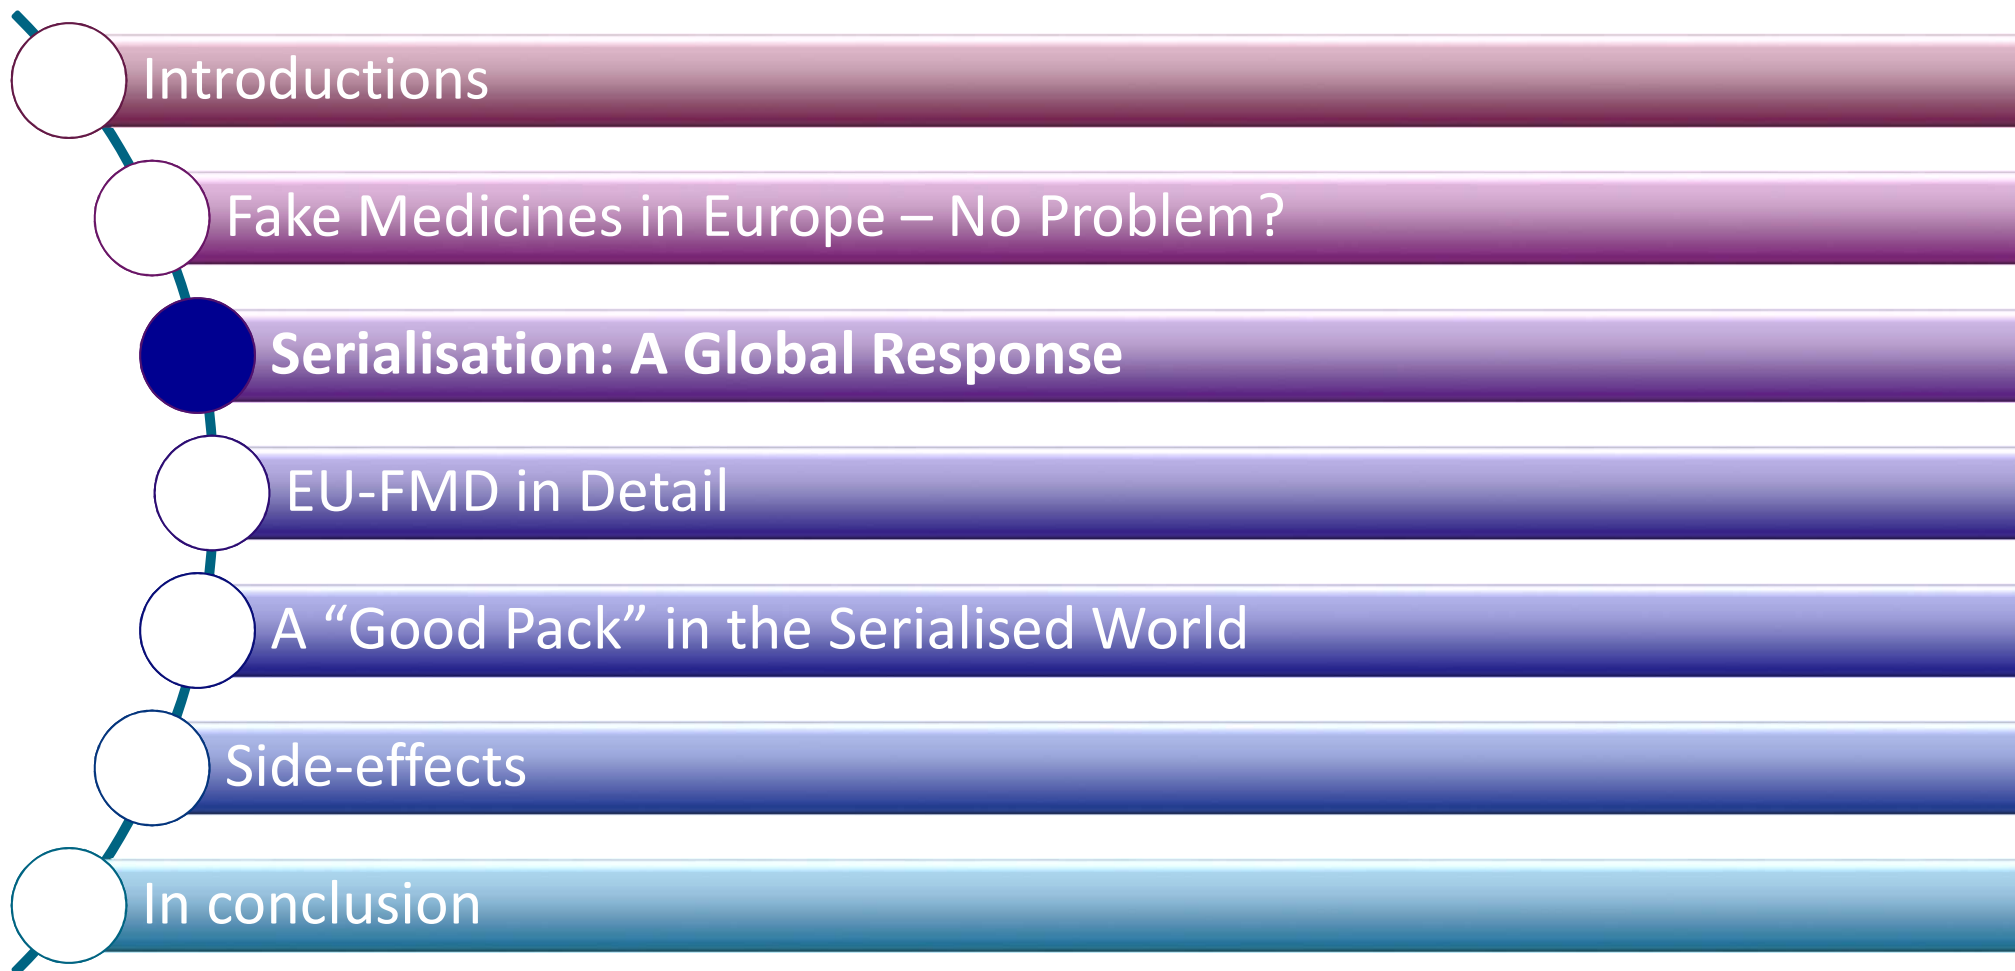 Introductions
Fake Medicines in Europe – No Problem?
Serialisation: A Global Response
EU-FMD in Detail
A “Good Pack” in the Serialised World
Side-effects
In conclusion